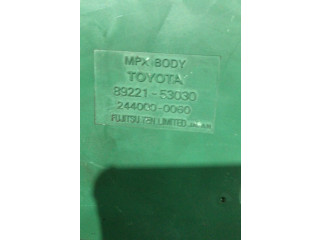 MPX BODY
TOYOTA
89221-53030
244000-0060
FUJITSU TEN LIMITED JAPAN